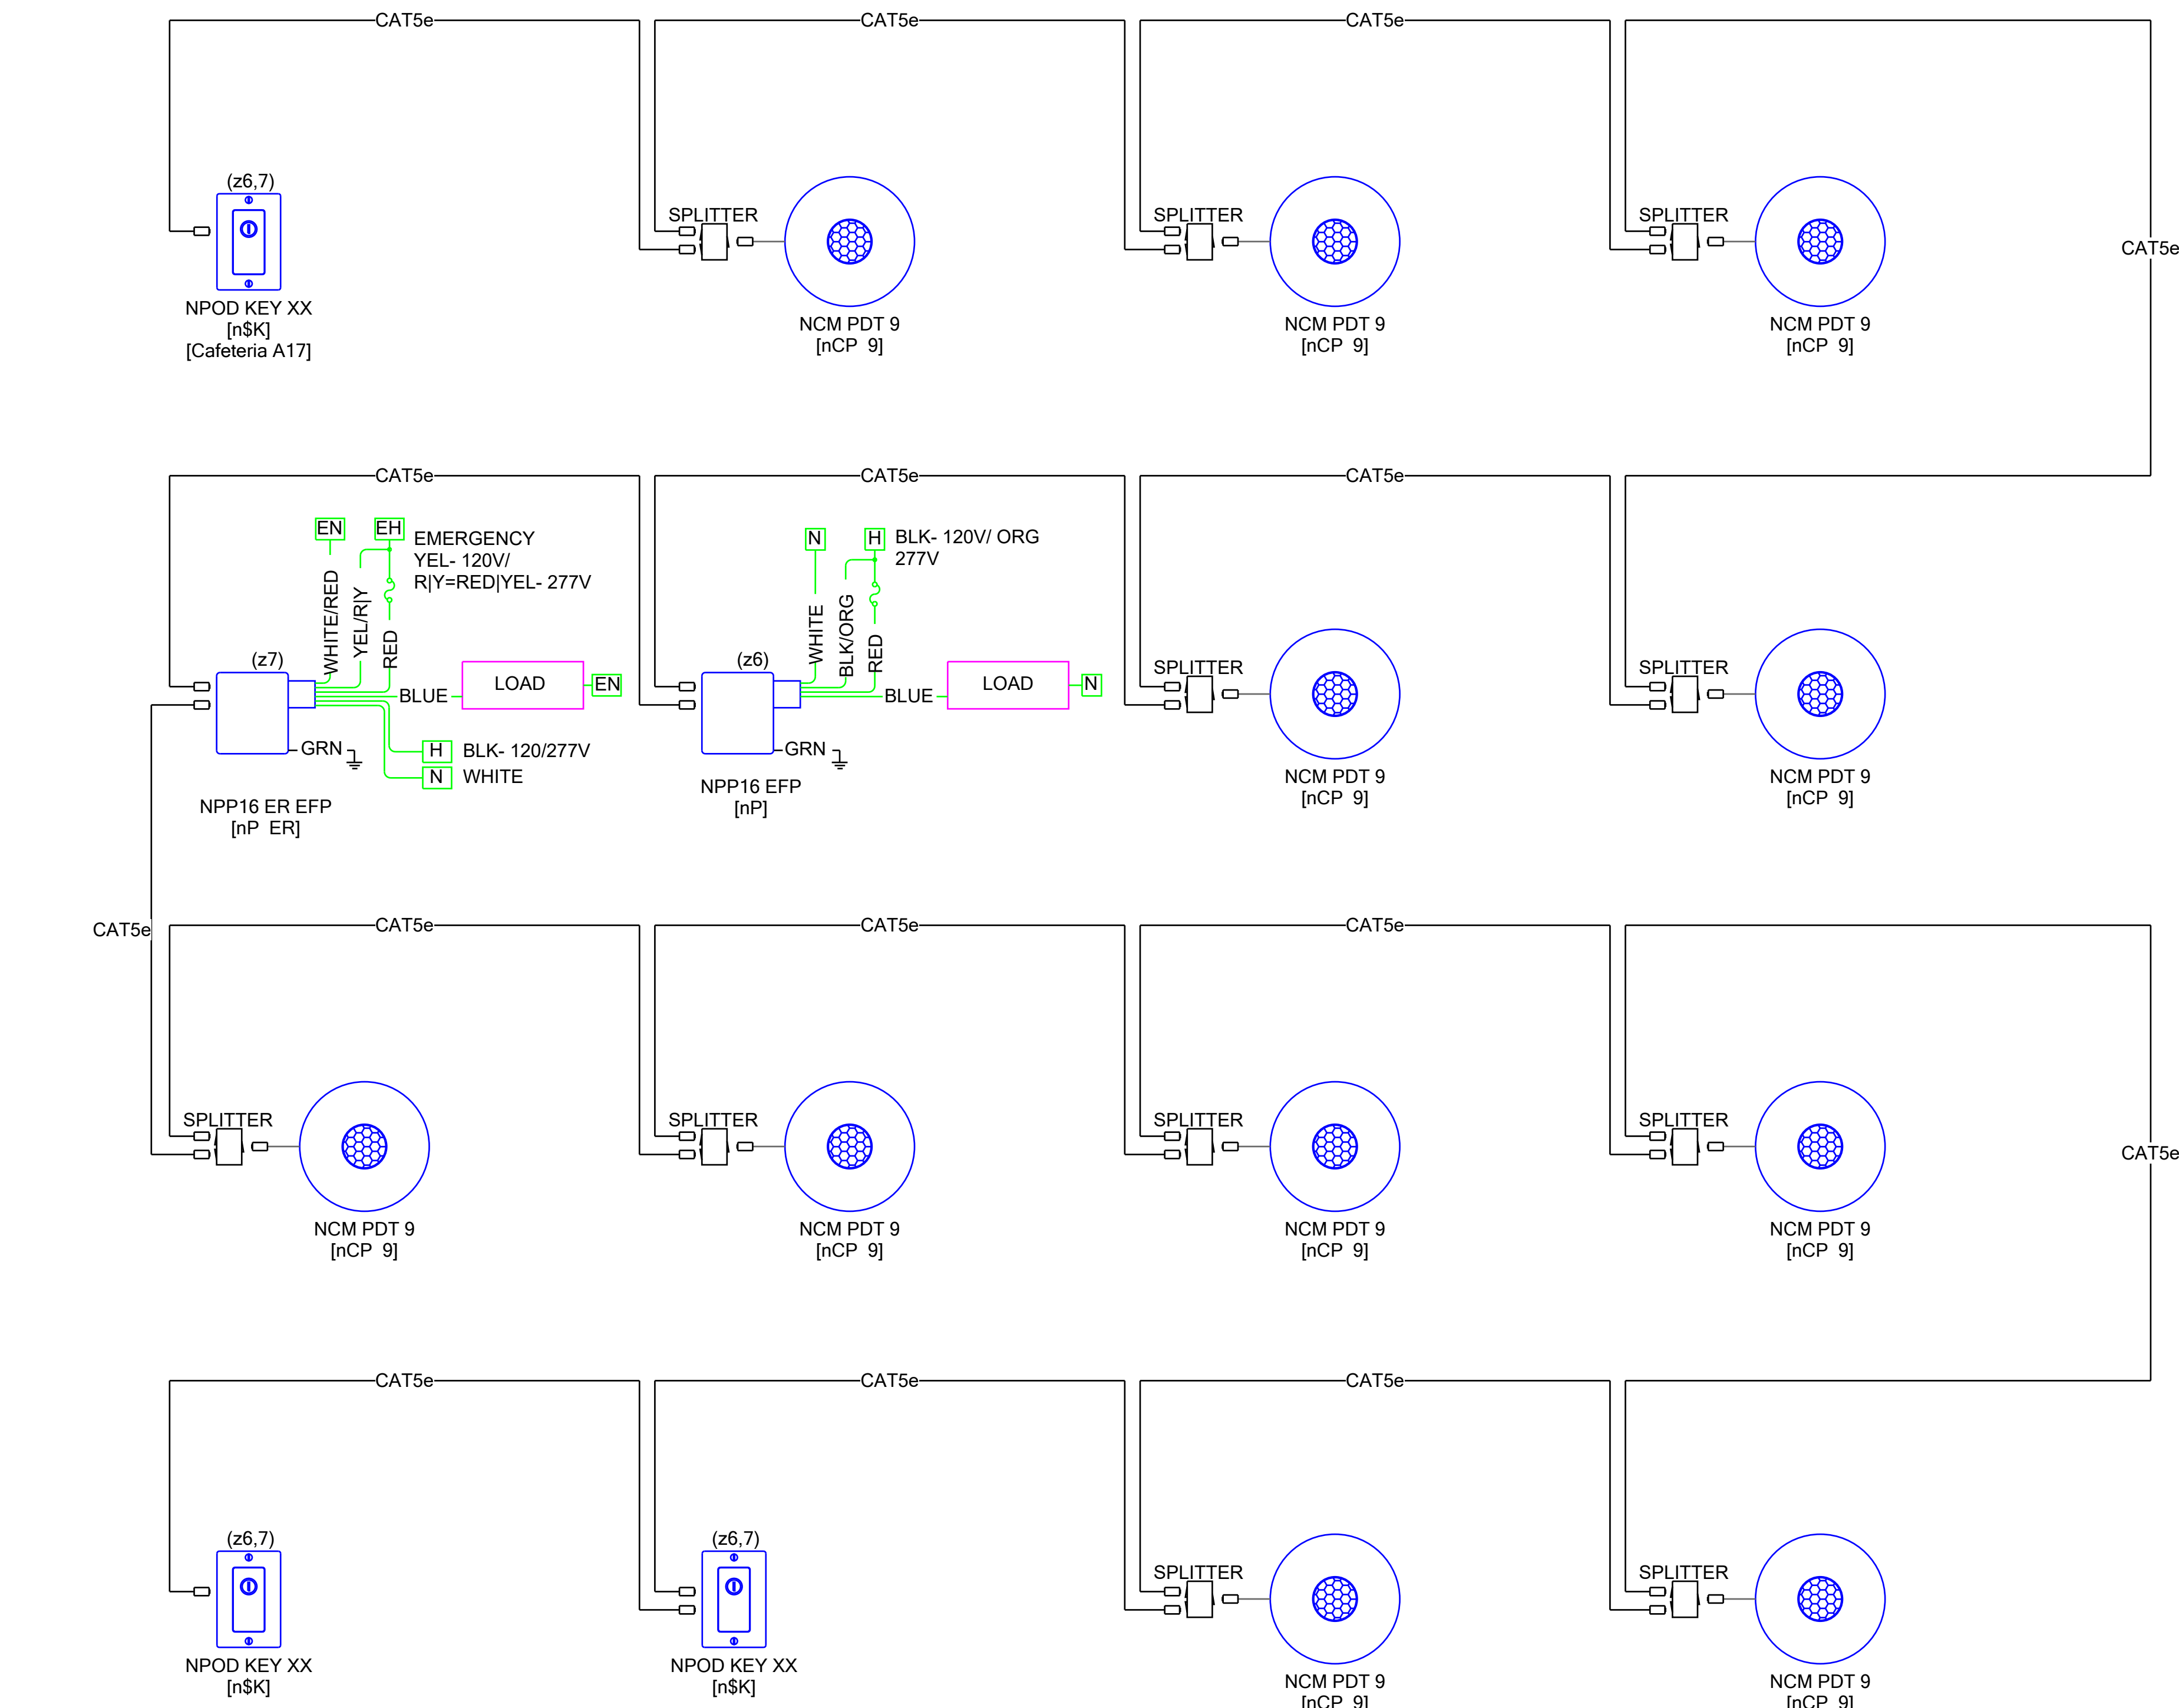 CAT5e
CAT5e
CAT5e
(z6,7)
SPLITTER
SPLITTER
SPLITTER
CAT5e
NPOD KEY XX
[n$K]
[Cafeteria A17]
NCM PDT 9
[nCP  9]
NCM PDT 9
[nCP  9]
NCM PDT 9
[nCP  9]
CAT5e
CAT5e
CAT5e
EN
EH
EMERGENCY
YEL- 120V/
R|Y=RED|YEL- 277V
WHITE/RED
YEL/R|Y
RED
(z7)
BLUE
LOAD
EN
GRN
H
BLK- 120/277V
N
WHITE
NPP16 ER EFP
[nP  ER]
N
H
BLK- 120V/ ORG
277V
WHITE
BLK/ORG
RED
(z6)
BLUE
LOAD
N
GRN
NPP16 EFP
[nP]
SPLITTER
NCM PDT 9
[nCP  9]
SPLITTER
NCM PDT 9
[nCP  9]
CAT5e
CAT5e
CAT5e
CAT5e
SPLITTER
SPLITTER
SPLITTER
SPLITTER
CAT5e
NCM PDT 9
[nCP  9]
NCM PDT 9
[nCP  9]
NCM PDT 9
[nCP  9]
NCM PDT 9
[nCP  9]
CAT5e
CAT5e
CAT5e
(z6,7)
(z6,7)
SPLITTER
SPLITTER
NPOD KEY XX
[n$K]
NPOD KEY XX
[n$K]
NCM PDT 9
[nCP  9]
NCM PDT 9
[nCP  9]